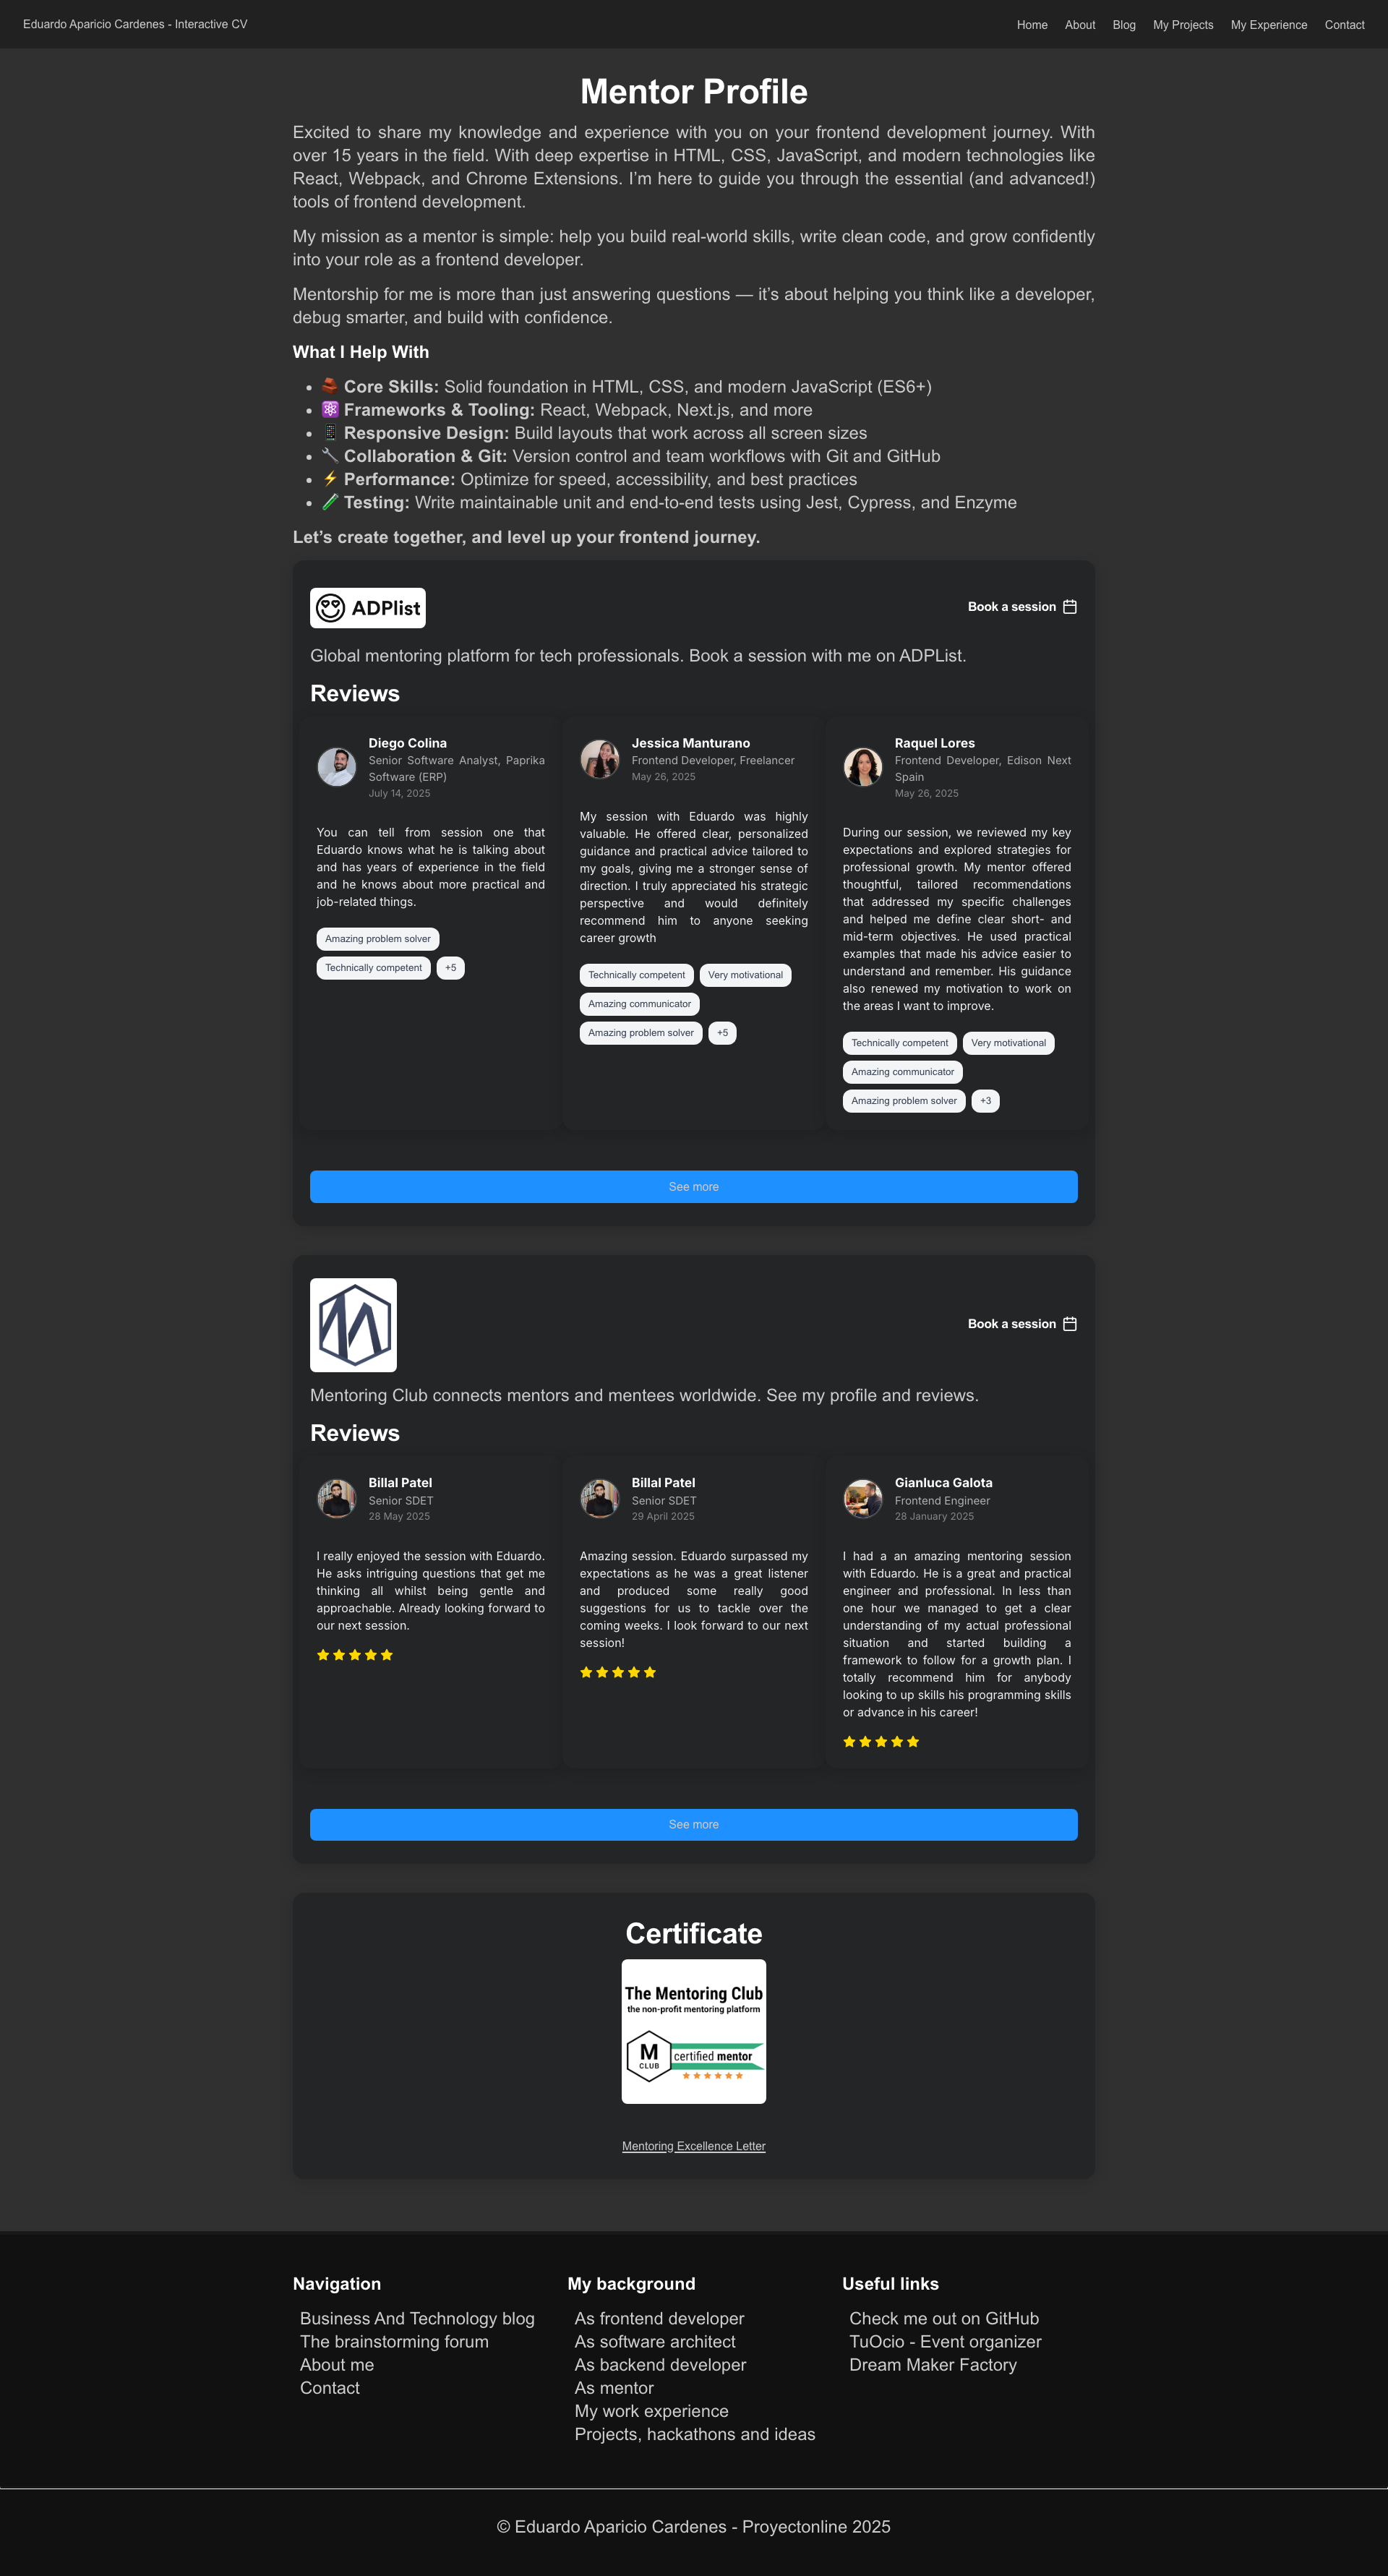 Eduardo Aparicio Cardenes - Interactive CV
Home About Blog My Projects My Experience Contact
Mentor Profile
Excited to share my knowledge and experience with you on your frontend development journey. With
over 15 years in the field. With deep expertise in HTML, CSS, JavaScript, and modern technologies like
React, Webpack, and Chrome Extensions. I’m here to guide you through the essential (and advanced!)
tools of frontend development.
My mission as a mentor is simple: help you build real-world skills, write clean code, and grow confidently
into your role as a frontend developer.
Mentorship for me is more than just answering questions — it’s about helping you think like a developer,
debug smarter, and build with confidence.
What I Help With
Core Skills: Solid foundation in HTML, CSS, and modern JavaScript (ES6+)
Frameworks & Tooling: React, Webpack, Next.js, and more
Responsive Design: Build layouts that work across all screen sizes
Collaboration & Git: Version control and team workflows with Git and GitHub
Performance: Optimize for speed, accessibility, and best practices
Testing: Write maintainable unit and end-to-end tests using Jest, Cypress, and Enzyme
Let’s create together, and level up your frontend journey.
ADPlist
Book a session
Global mentoring platform for tech professionals. Book a session with me on ADPList.
Reviews
Diego Colina
Senior Software Analyst, Paprika
Software (ERP)
July 14, 2025
You can tell from session one that
Eduardo knows what he is talking about
and has years of experience in the field
and he knows about more practical and
job-related things.
Amazing problem solver
Technically competent +5
Jessica Manturano
Frontend Developer, Freelancer
May 26, 2025
My session with Eduardo was highly
valuable. He offered clear, personalized
guidance and practical advice tailored to
my goals, giving me a stronger sense of
direction. I truly appreciated his strategic
perspective and would definitely
recommend him to anyone seeking
career growth
Technically competent Very motivational
Amazing communicator
Amazing problem solver +5
Raquel Lores
Frontend Developer, Edison Next
Spain
May 26, 2025
During our session, we reviewed my key
expectations and explored strategies for
professional growth. My mentor offered
thoughtful, tailored recommendations
that addressed my specific challenges
and helped me define clear short- and
mid-term objectives. He used practical
examples that made his advice easier to
understand and remember. His guidance
also renewed my motivation to work on
the areas I want to improve.
Technically competent Very motivational
Amazing communicator
Amazing problem solver +3
See more
M
Book a session
Mentoring Club connects mentors and mentees worldwide. See my profile and reviews.
Reviews
Billal Patel
Senior SDET
28 May 2025
I really enjoyed the session with Eduardo.
He asks intriguing questions that get me
thinking all whilst being gentle and
approachable. Already looking forward to
our next session.
Billal Patel
Senior SDET
29 April 2025
Amazing session. Eduardo surpassed my
expectations as he was a great listener
and produced some really good
suggestions for us to tackle over the
coming weeks. I look forward to our next
session!
Gianluca Galota
Frontend Engineer
28 January 2025
I had a an amazing mentoring session
with Eduardo. He is a great and practical
engineer and professional. In less than
one hour we managed to get a clear
understanding of my actual professional
situation and started building a
framework to follow for a growth plan. I
totally recommend him for anybody
looking to up skills his programming skills
or advance in his career!
See more
Certificate
The Mentoring Club
the non-profit mentoring platform
M
CLUB
certified mentor
Mentoring Excellence Letter
Navigation
Business And Technology blog
The brainstorming forum
About me
Contact
My background
As frontend developer
As software architect
As backend developer
As mentor
My work experience
Projects, hackathons and ideas
Useful links
Check me out on GitHub
TuOcio - Event organizer
Dream Maker Factory
© Eduardo Aparicio Cardenes - Proyectonline 2025